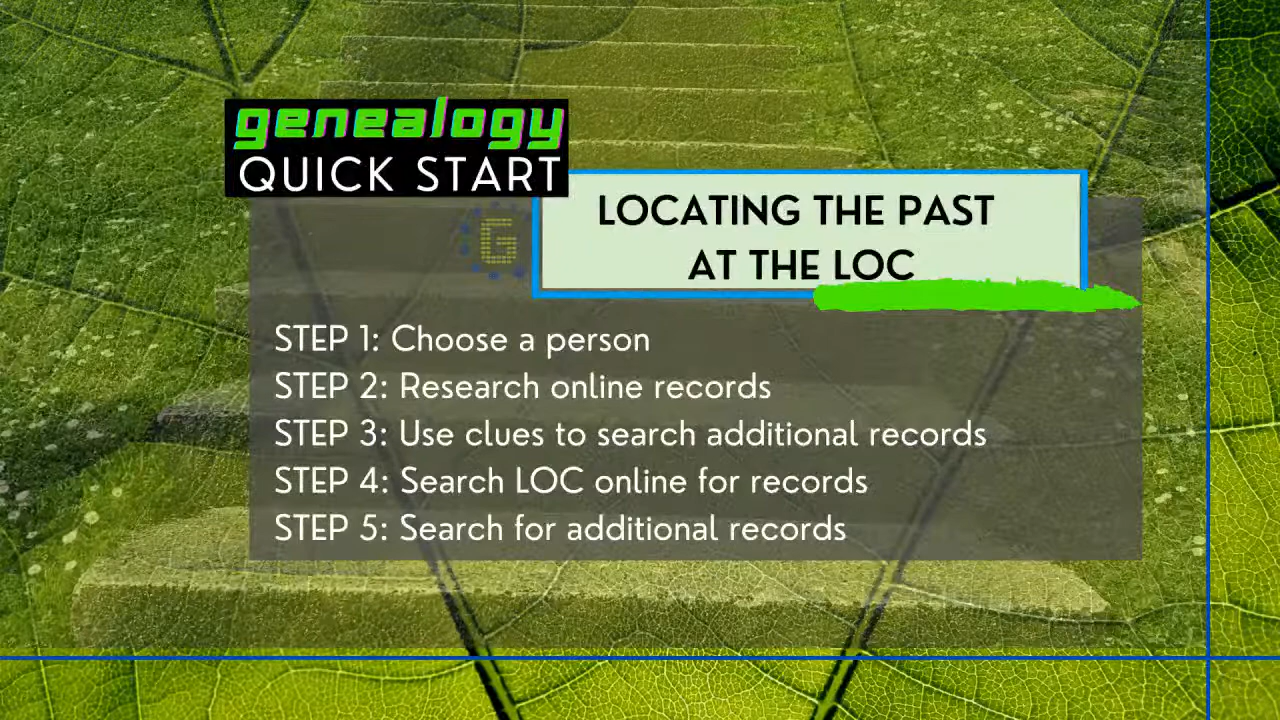 genealogy
QUICK START
LOCATING THE PAST
AT THE LOC
G
STEP 1: Choose a person
STEP 2: Research online records
STEP 3: Use clues to search additional records
STEP 4: Search LOC online for records
STEP 5: Search for additional records